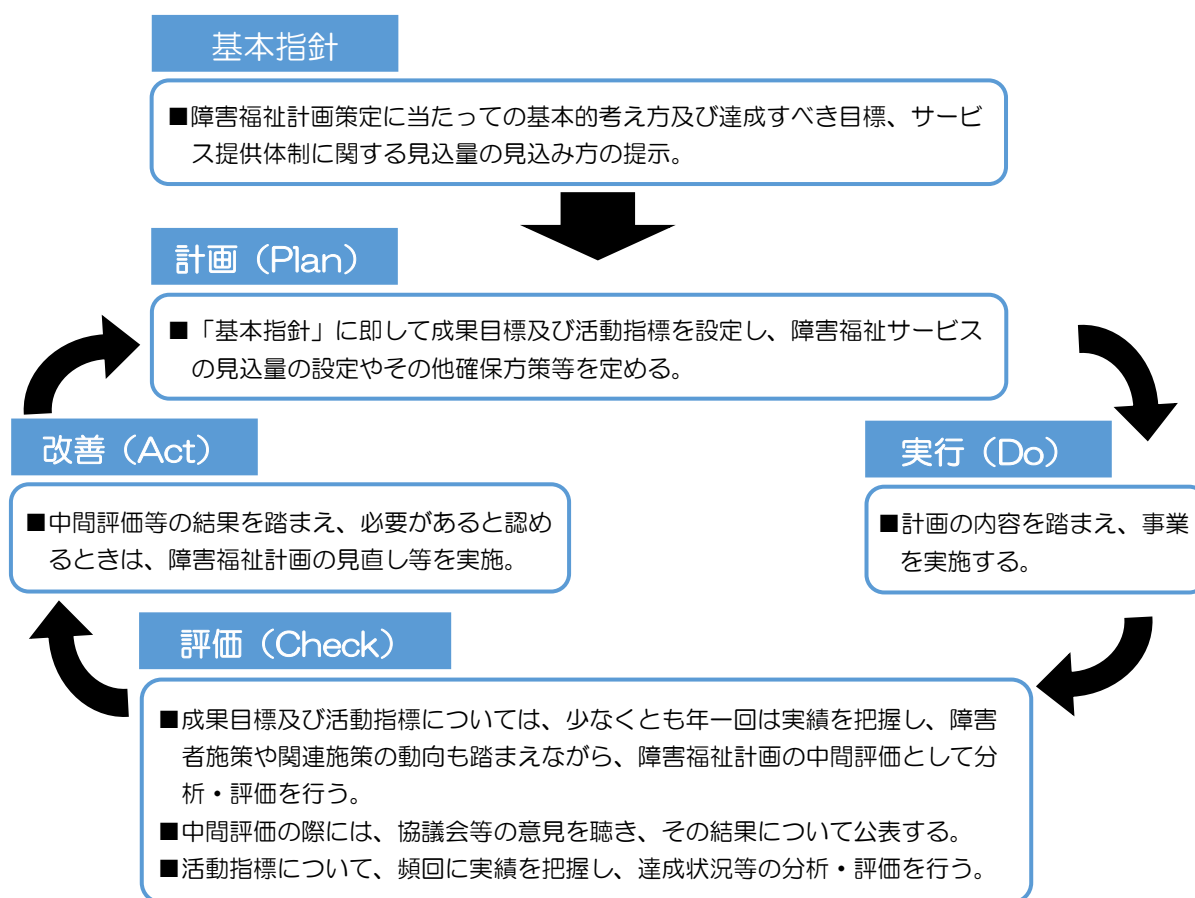 基本指針
■障害福祉計画策定に当たっての基本的考え方及び達成すべき目標、サービ
ス提供体制に関する見込量の見込み方の提示。
計画（Plan）
■「基本指針」に即して成果目標及び活動指標を設定し、障害福祉サービス
の見込量の設定やその他確保方策等を定める。
改善（Act）
■中間評価等の結果を踏まえ、必要があると認め
るときは、障害福祉計画の見直し等を実施。
実行（Do）
■計画の内容を踏まえ、事業
を実施する。
評価（Check）
■成果目標及び活動指標については、少なくとも年一回は実績を把握し、障害
者施策や関連施策の動向も踏まえながら、障害福祉計画の中間評価として分
析・評価を行う。
■中間評価の際には、協議会等の意見を聴き、その結果について公表する。
■活動指標について、頻回に実績を把握し、達成状況等の分析・評価を行う。